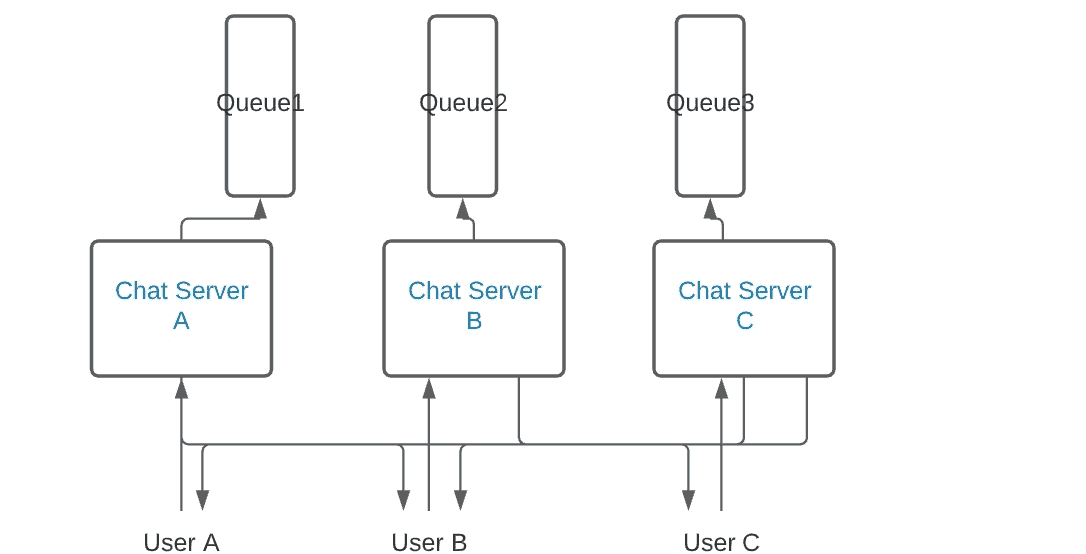 Queue1
Queue2
Queue3
Chat Server
A
Chat Server
B
Chat Server
C
User A
User B
User C